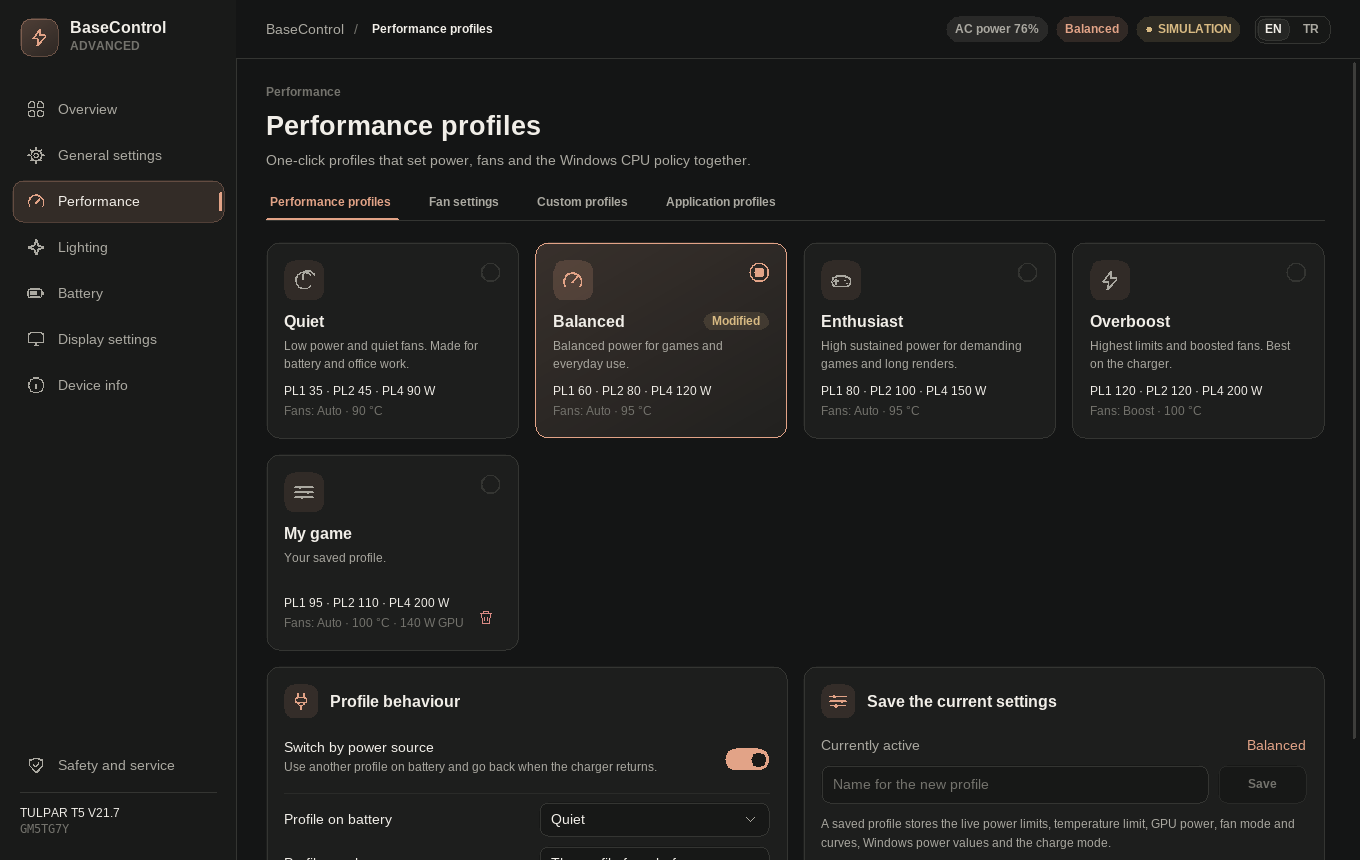 BaseControl
ADVANCED
BaseControl / Performance profiles
AC power 76%
Balanced
SIMULATION
EN
TR
Overview
General settings
Performance
Lighting
Battery
Display settings
Device info
Safety and service
TULPAR T5 V21.7
GM5TG7Y
Performance
Performance profiles
One-click profiles that set power, fans and the Windows CPU policy together.
Performance profiles
Fan settings
Custom profiles
Application profiles
Quiet
Low power and quiet fans. Made for
battery and office work.
PL1 35 · PL2 45 · PL4 90 W
Fans: Auto · 90 °C
Balanced
Modified
Balanced power for games and
everyday use.
PL1 60 · PL2 80 · PL4 120 W
Fans: Auto · 95 °C
Enthusiast
High sustained power for demanding
games and long renders.
PL1 80 · PL2 100 · PL4 150 W
Fans: Auto · 95 °C
Overboost
Highest limits and boosted fans. Best
on the charger.
PL1 120 · PL2 120 · PL4 200 W
Fans: Boost · 100 °C
My game
Your saved profile.
PL1 95 · PL2 110 · PL4 200 W
Fans: Auto · 100 °C · 140 W GPU
Profile behaviour
Switch by power source
Use another profile on battery and go back when the charger returns.
Profile on battery
Quiet
Save the current settings
Currently active
Balanced
Name for the new profile
Save
A saved profile stores the live power limits, temperature limit, GPU power, fan mode and
curves, Windows power values and the charge mode.